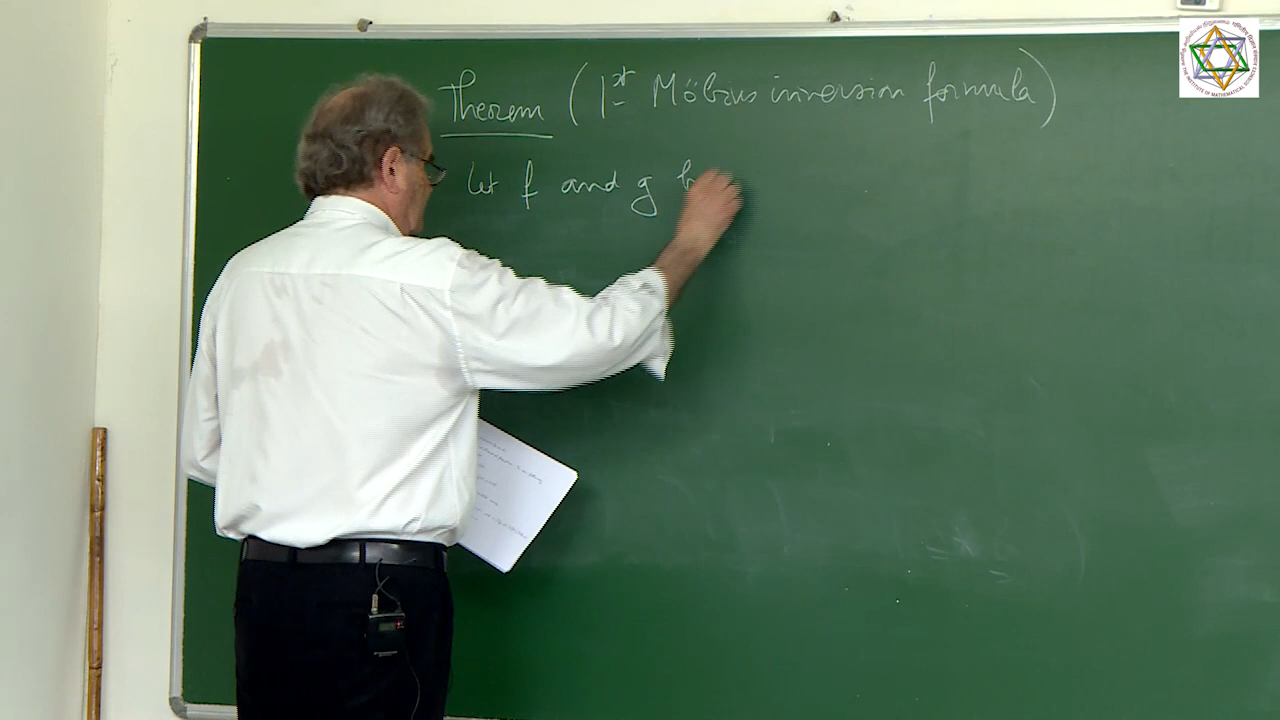 Theorem (1st Möbius inversion formula)
Let f and g b